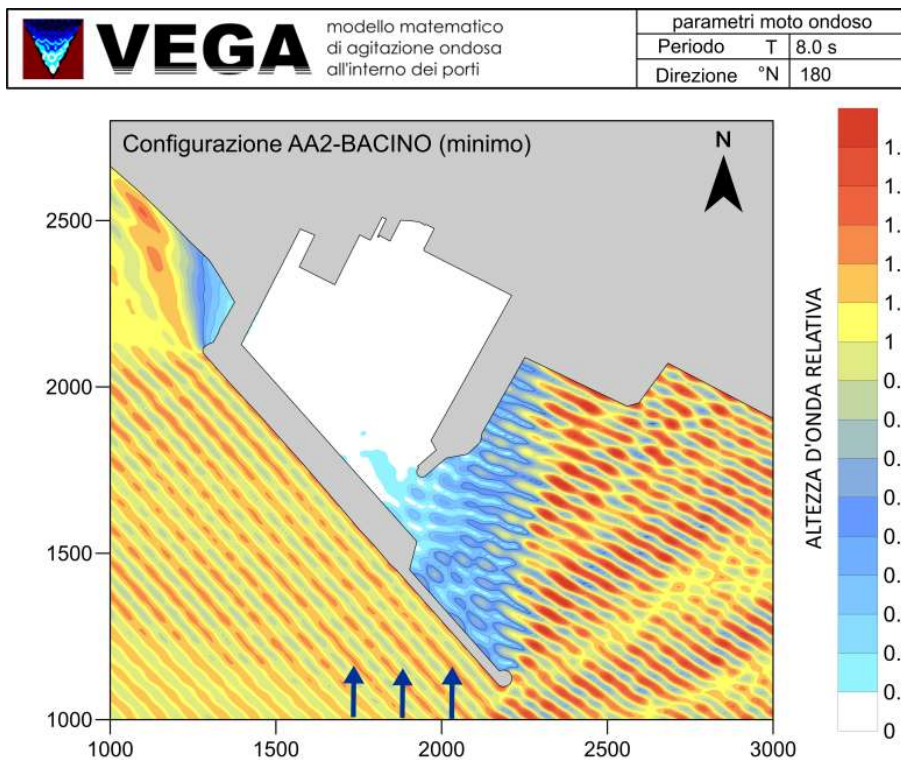 VEGA
modello matematico
di agitazione ondosa
all'interno dei porti
parametri moto ondoso
Periodo T 8.0 s
Direzione °N 180
Configurazione AA2-BACINO (minimo)
N
2500
2000
1500
1000
1000 1500 2000 2500 3000
ALTEZZA D'ONDA RELATIVA
1.
1.
1.
1.
1.
1
0.
0.
0.
0.
0.
0.
0.
0.
0.
0